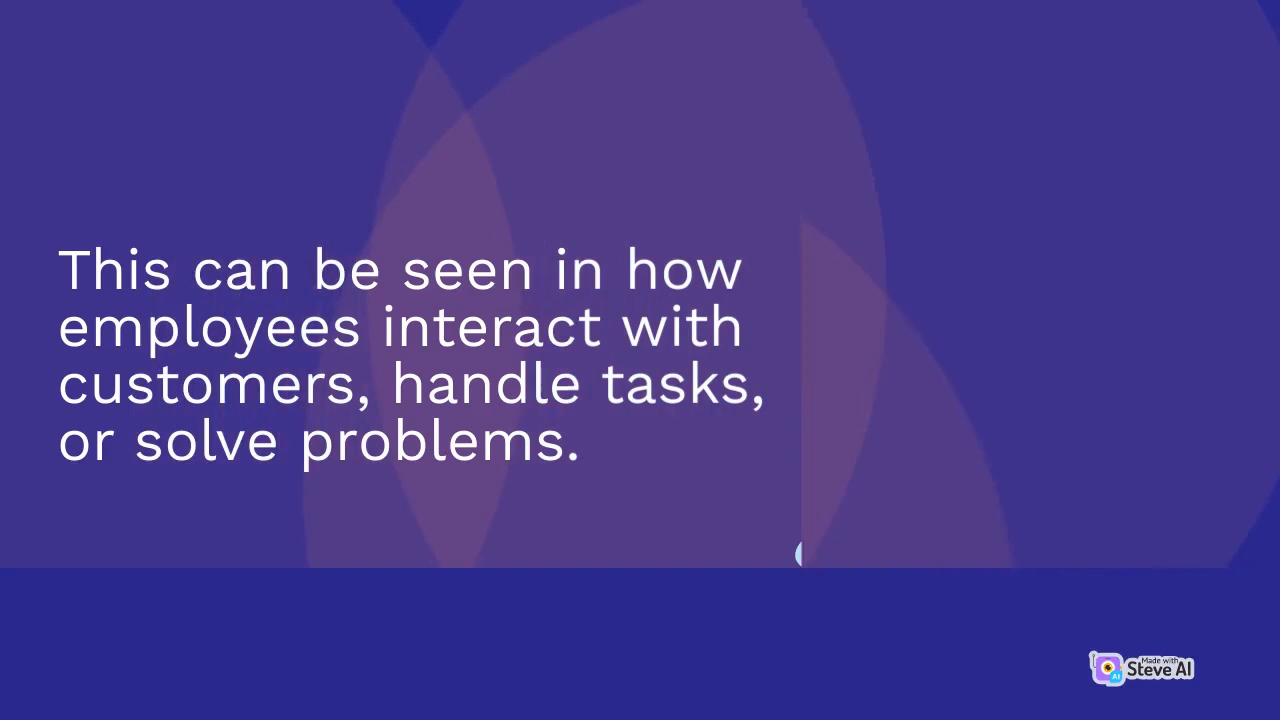 This can be seen in how
employees interact with
customers, handle tasks,
or solve problems.
Made with
Steve AI
AI